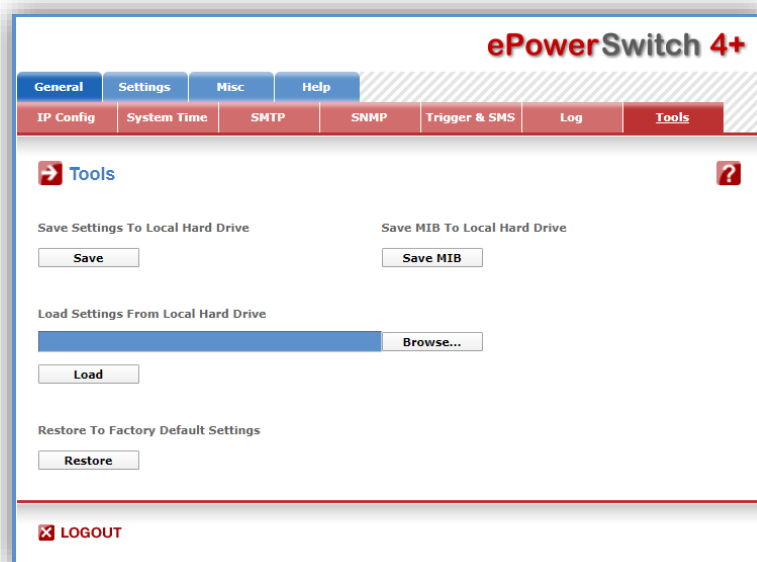 ePowerSwitch 4+
General Settings Misc Help
IP Config System Time SMTP SNMP Trigger & SMS Log Tools
Tools ?
Save Settings To Local Hard Drive Save MIB To Local Hard Drive
Save Save MIB
Load Settings From Local Hard Drive
Browse...
Load
Restore To Factory Default Settings
Restore
LOGOUT